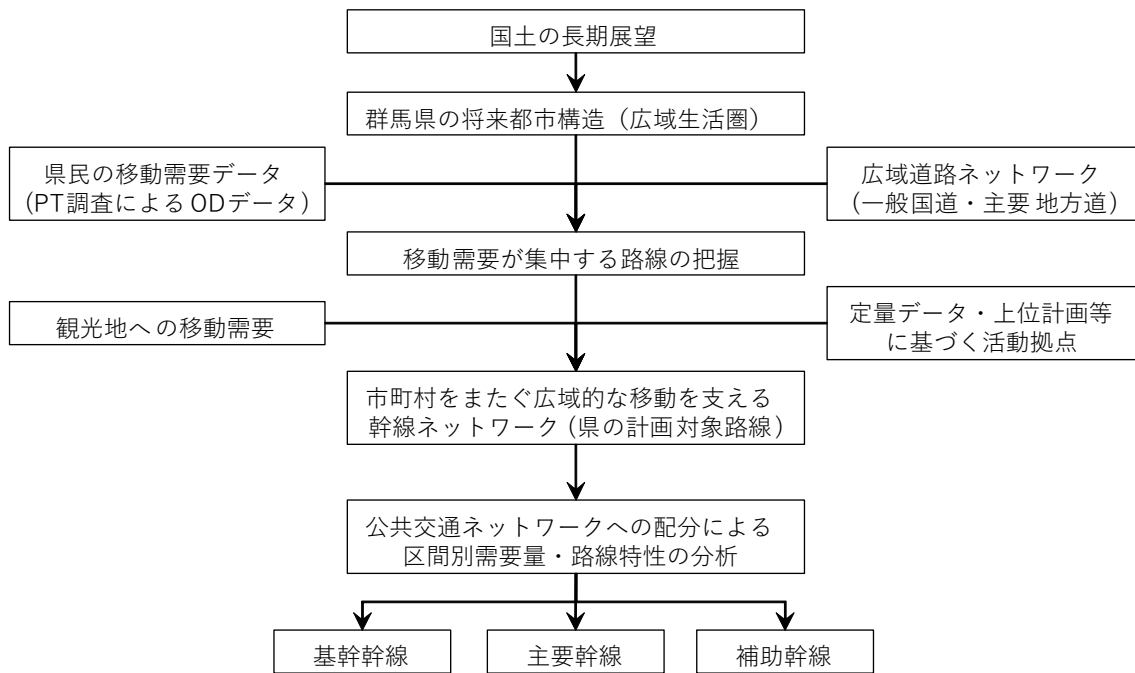 国土の長期展望
群馬県の将来都市構造（広域生活圏）
県民の移動需要データ
(PT調査によるODデータ)
広域道路ネットワーク
(一般国道・主要地方道)
移動需要が集中する路線の把握
観光地への移動需要
定量データ・上位計画等
に基づく活動拠点
市町村をまたぐ広域的な移動を支える
幹線ネットワーク(県の計画対象路線)
公共交通ネットワークへの配分による
区間別需要量・路線特性の分析
基幹幹線
主要幹線
補助幹線